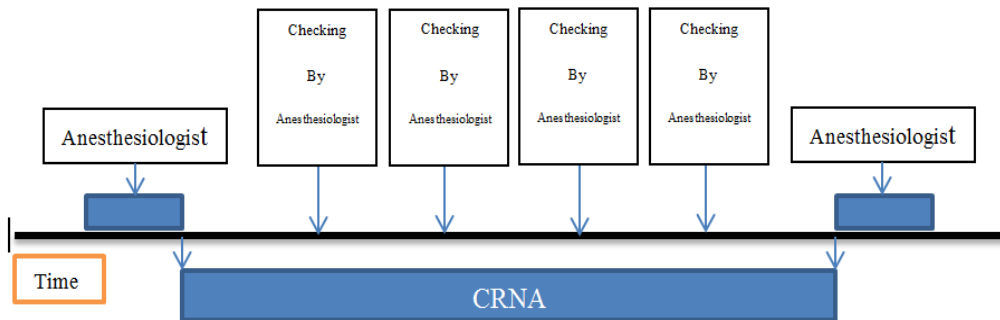 Checking
By
Anesthesiologist
Checking
By
Anesthesiologist
Checking
By
Anesthesiologist
Checking
By
Anesthesiologist
Anesthesiologist
Anesthesiologist
Time
CRNA